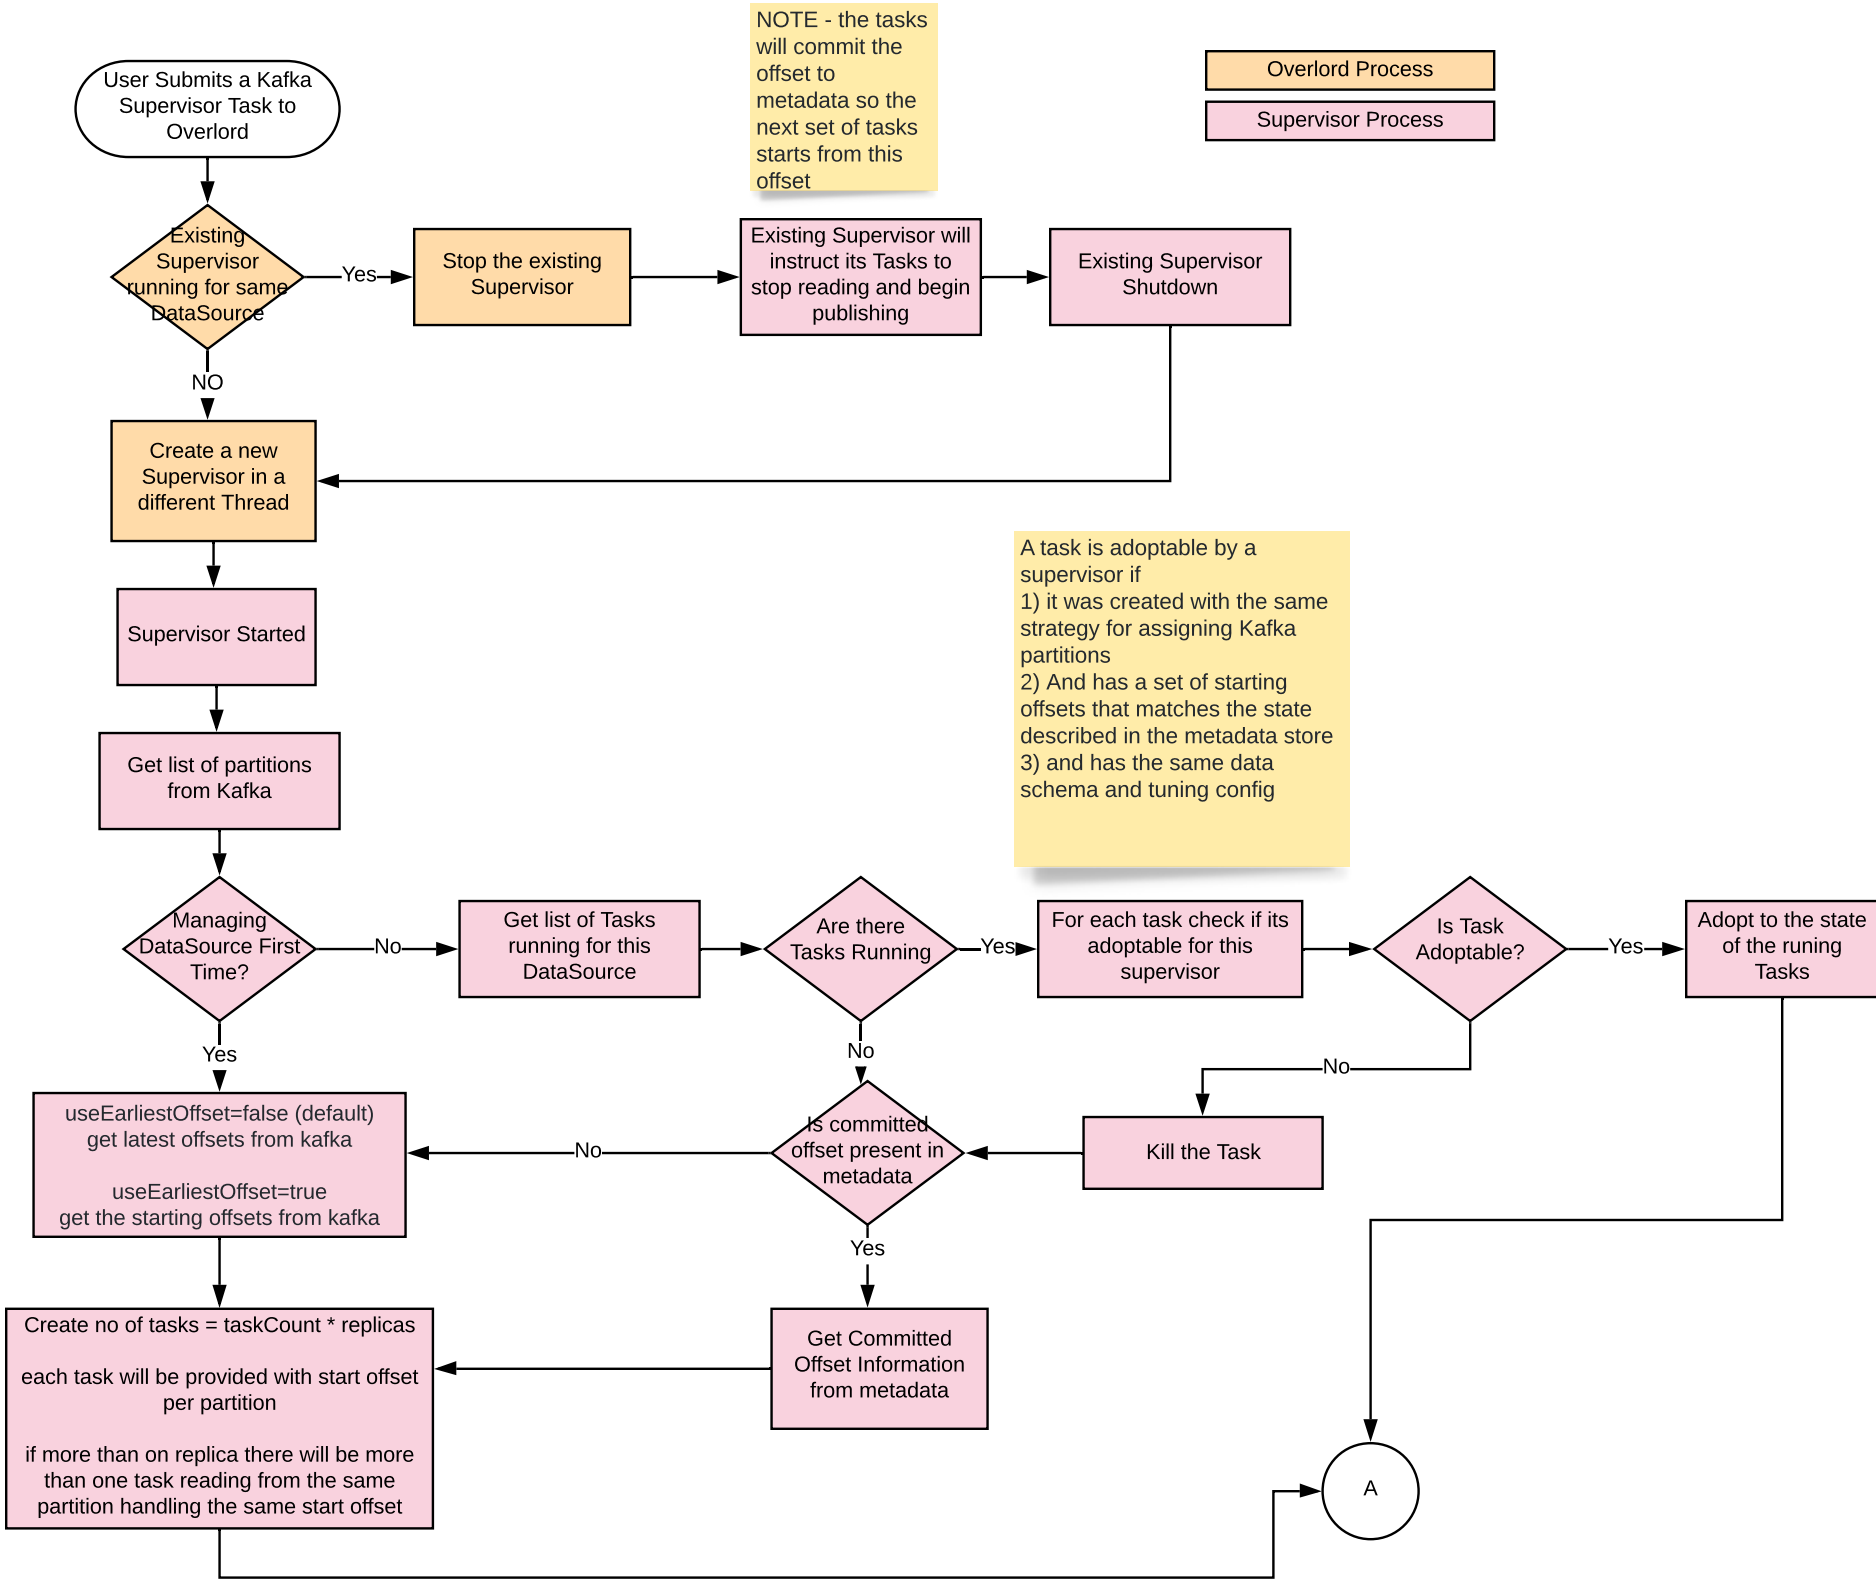 NOTE - the tasks
will commit the
offset to
metadata so the
next set of tasks
starts from this
offset
Overlord Process
Supervisor Process
User Submits a Kafka
Supervisor Task to
Overlord
Existing
Supervisor
running for same
DataSource
Yes
Stop the existing
Supervisor
Existing Supervisor will
instruct its Tasks to
stop reading and begin
publishing
Existing Supervisor
Shutdown
NO
Create a new
Supervisor in a
different Thread
Supervisor Started
A task is adoptable by a
supervisor if
1) it was created with the same
strategy for assigning Kafka
partitions
2) And has a set of starting
offsets that matches the state
described in the metadata store
3) and has the same data
schema and tuning config
Get list of partitions
from Kafka
Managing
DataSource First
Time?
No
Get list of Tasks
running for this
DataSource
Are there
Tasks Running
Yes
For each task check if its
adoptable for this
supervisor
Is Task
Adoptable?
Yes
Adopt to the state
of the runing
Tasks
Yes
No
No
useEarliestOffset=false (default)
get latest offsets from kafka
useEarliestOffset=true
get the starting offsets from kafka
No
Is committed
offset present in
metadata
Kill the Task
Yes
Create no of tasks = taskCount * replicas
each task will be provided with start offset
per partition
if more than on replica there will be more
than one task reading from the same
partition handling the same start offset
Get Committed
Offset Information
from metadata
A